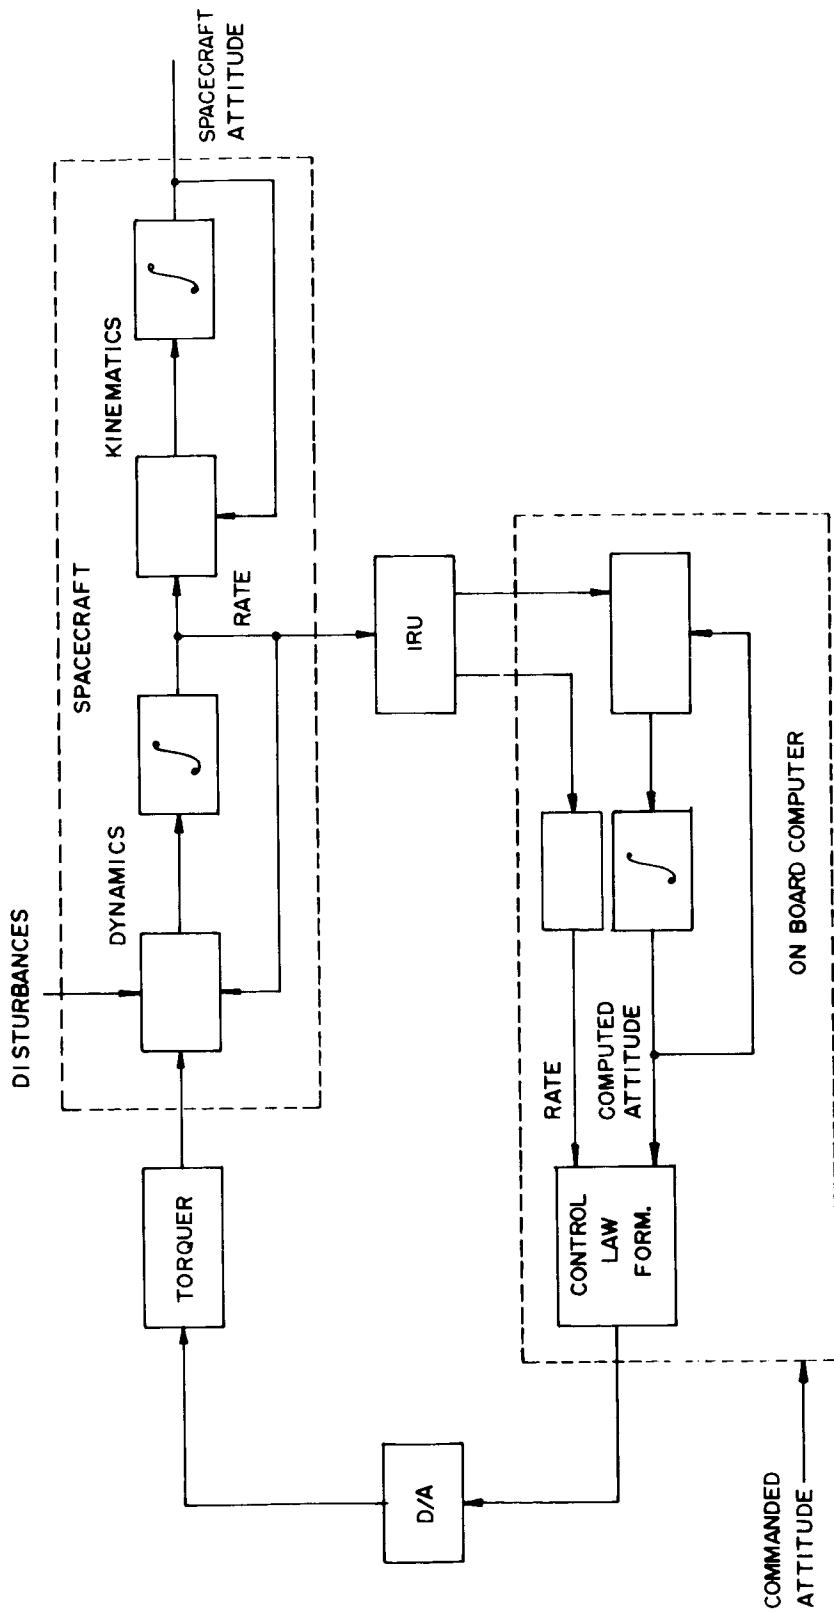 SPACECRAFT
ATTITUDE
KINEMATICS
SPACECRAFT
RATE
DYNAMICS
DISTURBANCES
TORQUER
IRU
ON BOARD COMPUTER
RATE
COMPUTED
ATTITUDE
CONTROL
LAW
FORM.
D/A
COMMANDED
ATTITUDE